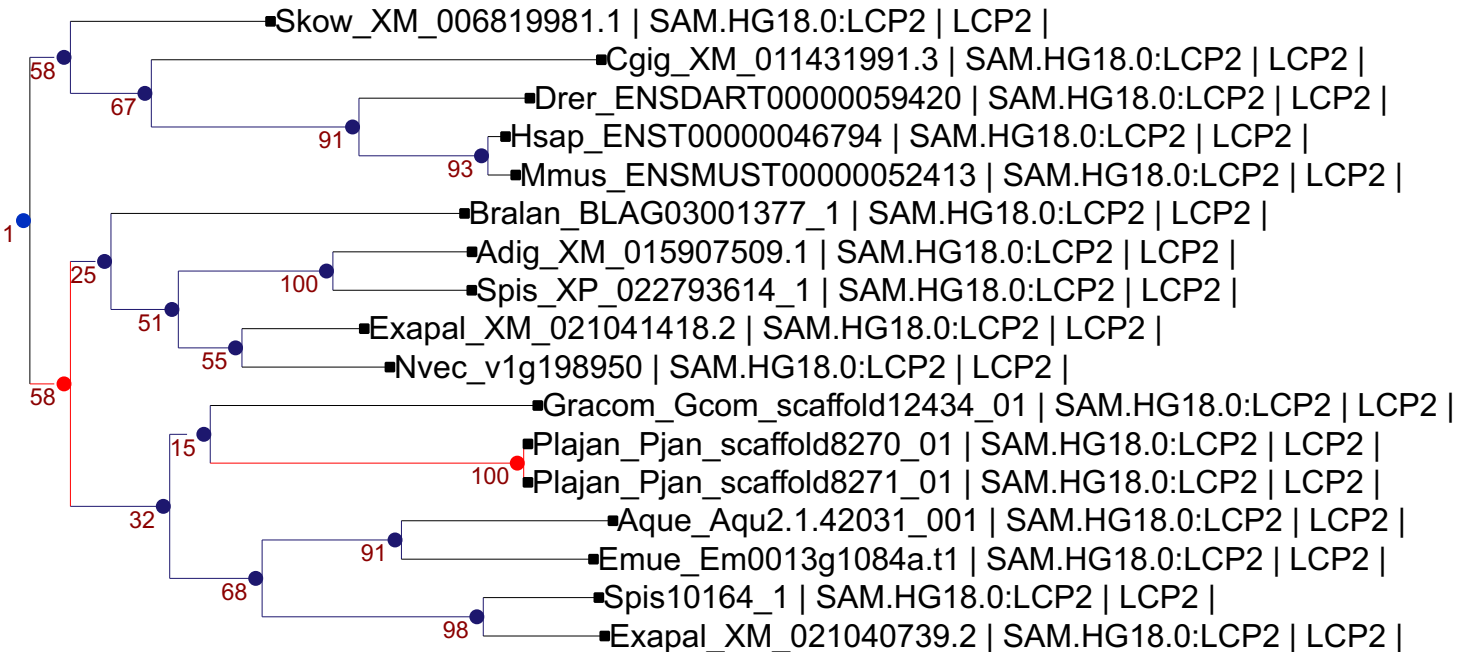 Skow_XM_006819981.1 | SAM.HG18.0:LCP2 | LCP2 |
58
Cgig_XM_011431991.3 | SAM.HG18.0:LCP2 | LCP2 |
67
Drer_ENSDART00000059420 | SAM.HG18.0:LCP2 | LCP2 |
91
Hsap_ENST00000046794 | SAM.HG18.0:LCP2 | LCP2 |
93
Mmus_ENSMUST00000052413 | SAM.HG18.0:LCP2 | LCP2 |
Bralan_BLAG03001377_1 | SAM.HG18.0:LCP2 | LCP2 |
1
Adig_XM_015907509.1 | SAM.HG18.0:LCP2 | LCP2 |
25
100
Spis_XP_022793614_1 | SAM.HG18.0:LCP2 | LCP2 |
51
Exapal_XM_021041418.2 | SAM.HG18.0:LCP2 | LCP2 |
55
Nvec_v1g198950 | SAM.HG18.0:LCP2 | LCP2 |
58
Gracom_Gcom_scaffold12434_01 | SAM.HG18.0:LCP2 | LCP2 |
15
Plajan_Pjan_scaffold8270_01 | SAM.HG18.0:LCP2 | LCP2 |
100
Plajan_Pjan_scaffold8271_01 | SAM.HG18.0:LCP2 | LCP2 |
32
Aque_Aqu2.1.42031_001 | SAM.HG18.0:LCP2 | LCP2 |
91
Emue_Em0013g1084a.t1 | SAM.HG18.0:LCP2 | LCP2 |
68
Spis10164_1 | SAM.HG18.0:LCP2 | LCP2 |
98
Exapal_XM_021040739.2 | SAM.HG18.0:LCP2 | LCP2 |